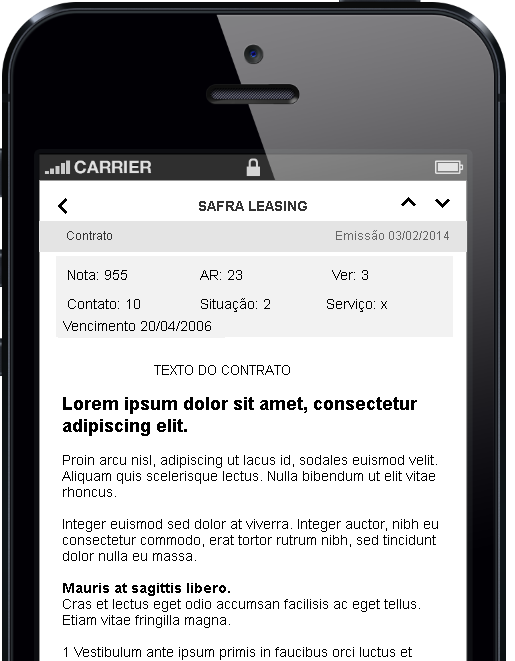 CARRIER
SAFRA LEASING
Contrato Emissão 03/02/2014
Nota: 955 AR: 23 Ver: 3
Contato: 10 Situação: 2 Serviço: x
Vencimento 20/04/2006
TEXTO DO CONTRATO
Lorem ipsum dolor sit amet, consectetur
adipiscing elit.
Proin arcu nisl, adipiscing ut lacus id, sodales euismod velit.
Aliquam quis scelerisque lectus. Nulla bibendum ut elit vitae
rhoncus.
Integer euismod sed dolor at viverra. Integer auctor, nibh eu
consectetur commodo, erat tortor rutrum nibh, sed tincidunt
dolor nulla eu massa.
Mauris at sagittis libero.
Cras et lectus eget odio accumsan facilisis ac eget tellus.
Etiam vitae fringilla magna.
1 Vestibulum ante ipsum primis in faucibus orci luctus et